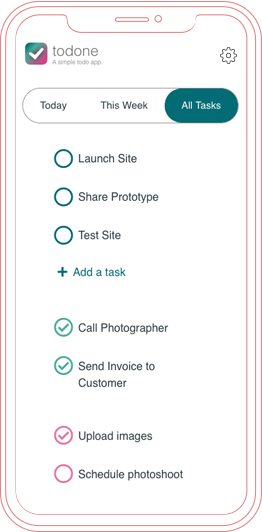 todone
A simple todo app.
Today This Week All Tasks
Launch Site
Share Prototype
Test Site
+ Add a task
Call Photographer
Send Invoice to
Customer
Upload images
Schedule photoshoot